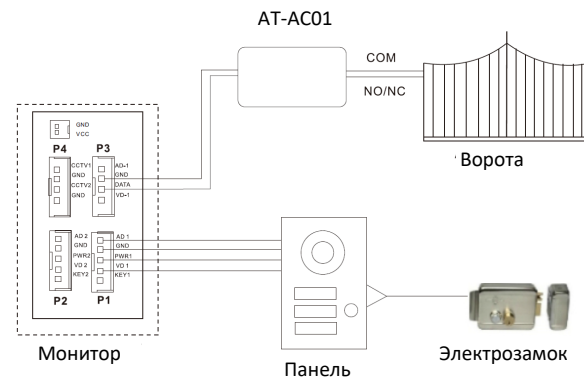 AT-AC01
COM
NO/NC
Ворота
GND
VCC
P4 P3
CCTV1 AD-1
GND GND
CCTV2 DATA
GND VD-1
AD 2 AD 1
GND GND
PWR2 PWR1
VD 2 VD 1
KEY2 KEY1
P2 P1
Монитор
Панель
Электрозамок